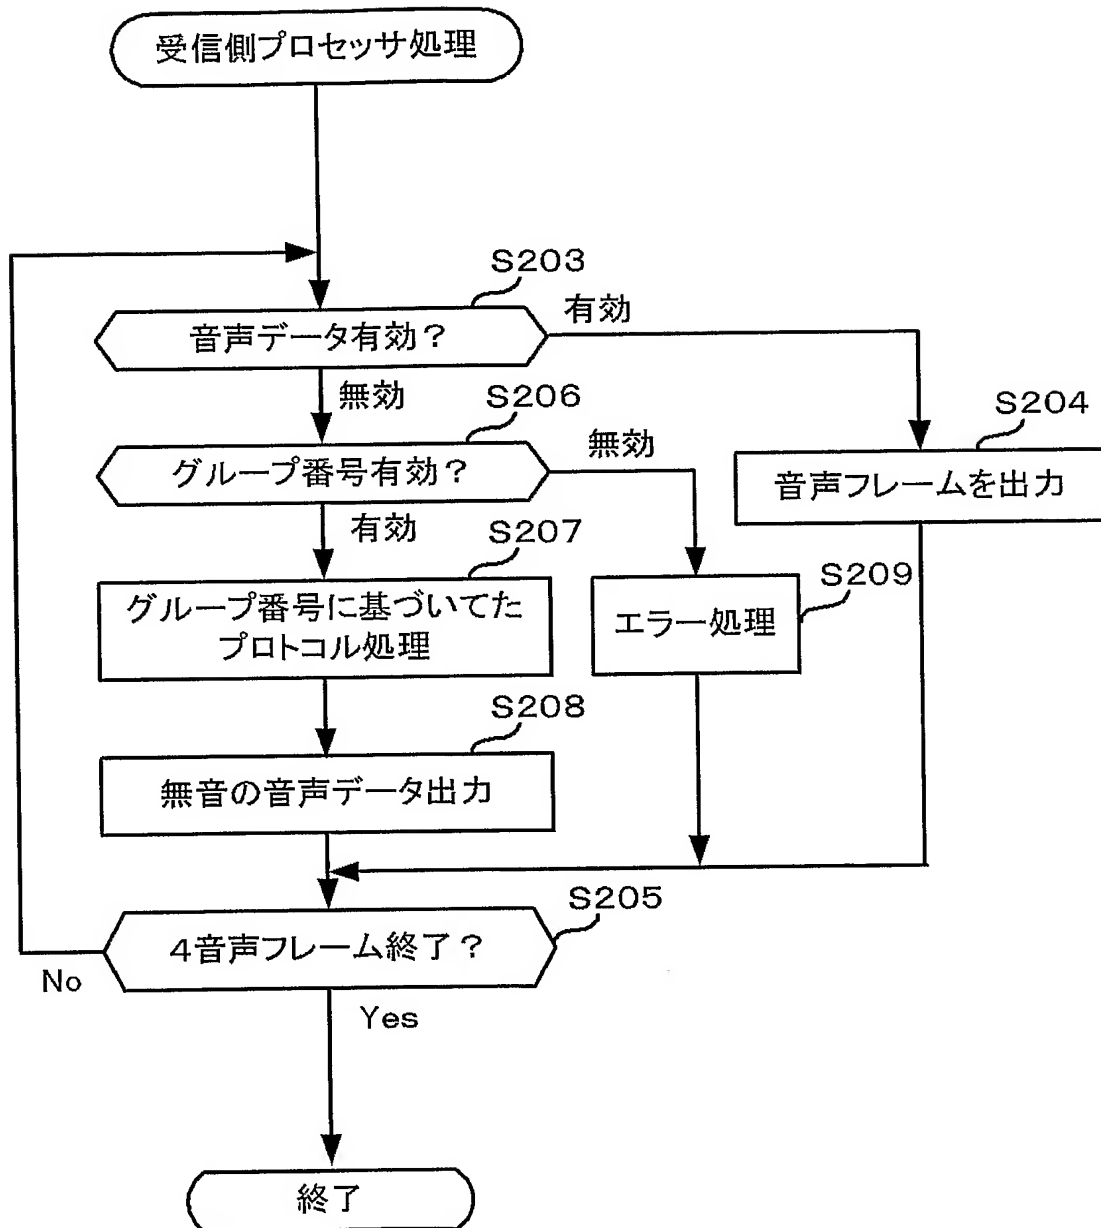 受信側プロセッサ処理
S203
音声データ有効？
有効
無効
S206
グループ番号有効？
無効
S204
音声フレームを出力
有効
S207
グループ番号に基づいてた
プロトコル処理
S209
エラー処理
S208
無音の音声データ出力
S205
４音声フレーム終了？
No
Yes
終了